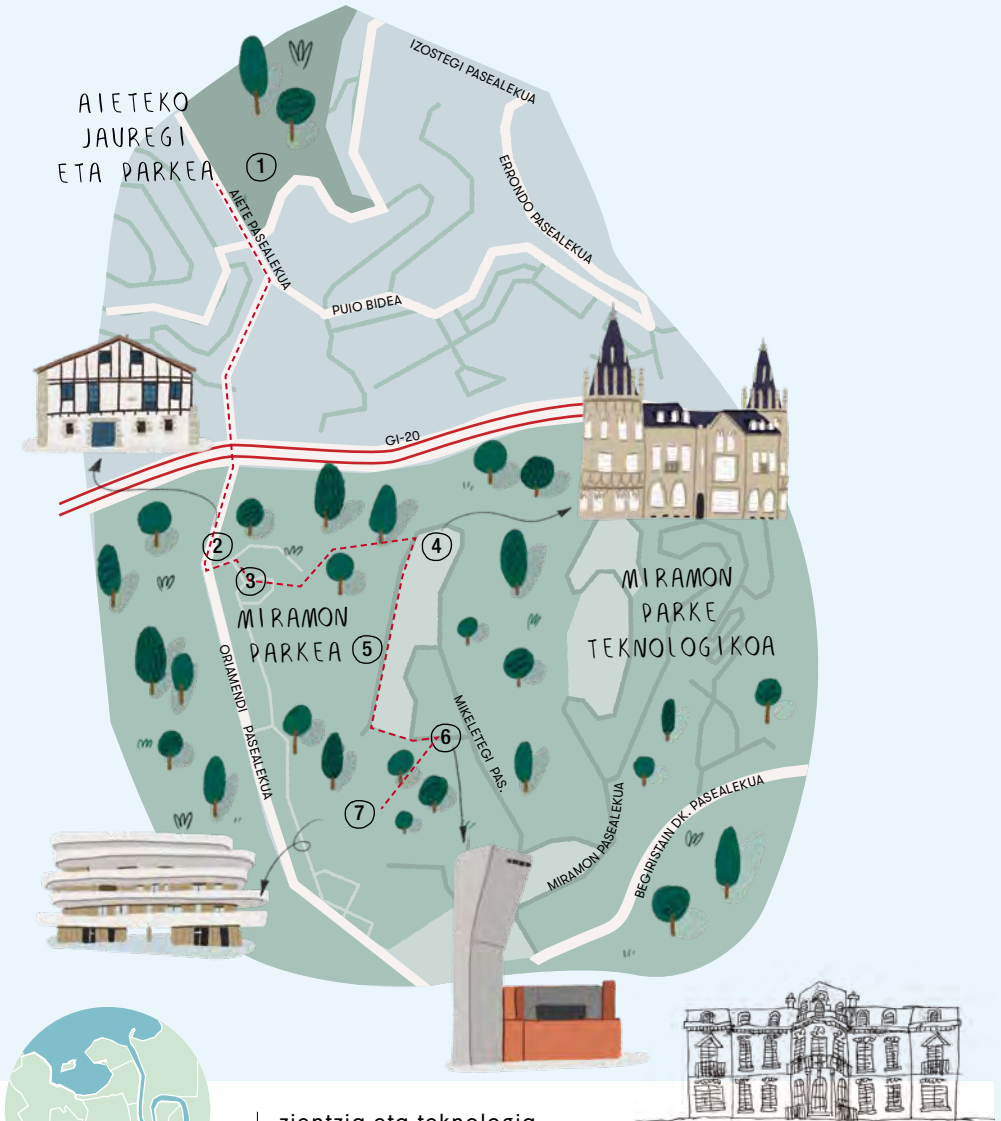 IZOSTEGI PASEALEKUA
AIETEKO
JAUREGI
ETA PARKEA
1
ERRONDO PASEALEKUA
AIETE PASEALEKUA
PUIO BIDEA
GI-20
2
3
4
MIRAMON
PARKEA
5
MIRAMON
PARKE
TEKNOLOGIKOA
ORIAMENDI PASEALEKUA
MIKELETEGI PAS.
6
7
MIRAMON PASEALEKUA
BEGIRISTAIN DK. PASEALEKUA
zientzia eta teknologia